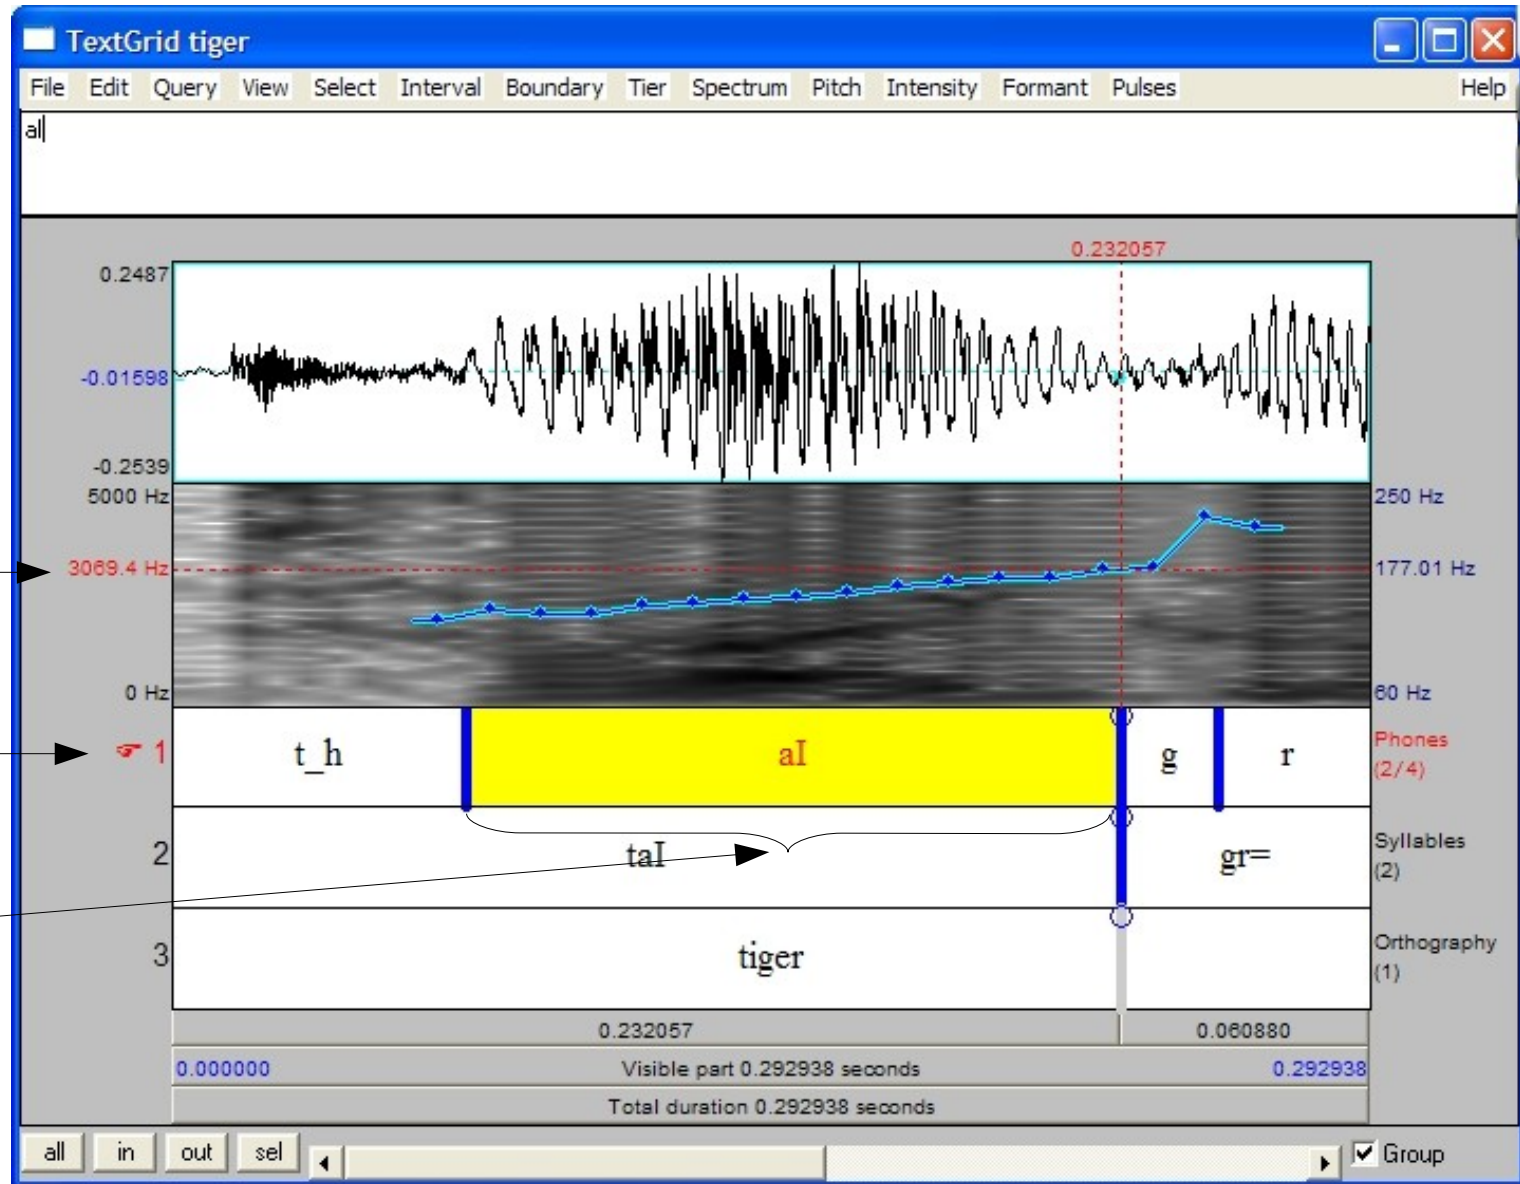 TextGrid tiger
File Edit Query View Select Interval Boundary Tier Spectrum Pitch Intensity Formant Pulses Help
aI
0.232057
0.2487
-0.01598
-0.2539
5000 Hz 250 Hz
3069.4 Hz 177.01 Hz
0 Hz 60 Hz
☞ 1 t_h aI g r Phones
(2/4)
2 taI gr= Syllables
(2)
3 tiger Orthography
(1)
0.232057 0.060880
0.000000 Visible part 0.292938 seconds 0.292938
Total duration 0.292938 seconds
all in out sel Group